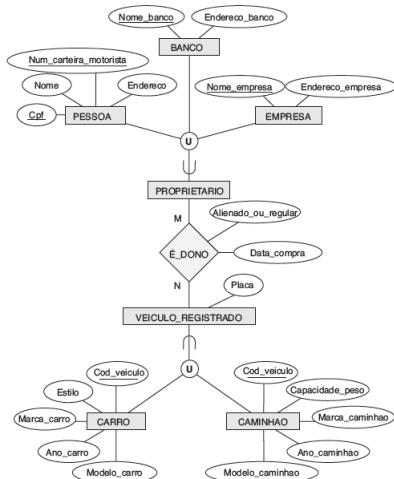 Nome_banco
Endereco_banco
BANCO
Num_carteira_motorista
Nome
Endereco
Cpf
PESSOA
Nome_empresa
Endereco_empresa
EMPRESA
U
PROPRIETARIO
M
Alienado_ou_regular
É_DONO
Data_compra
N
Placa
VEICULO_REGISTRADO
U
Cod_veiculo
Estilo
Marca_carro
CARRO
Ano_carro
Modelo_carro
Cod_veiculo
Capacidade_peso
Marca_caminhao
CAMINHAO
Ano_caminhao
Modelo_caminhao